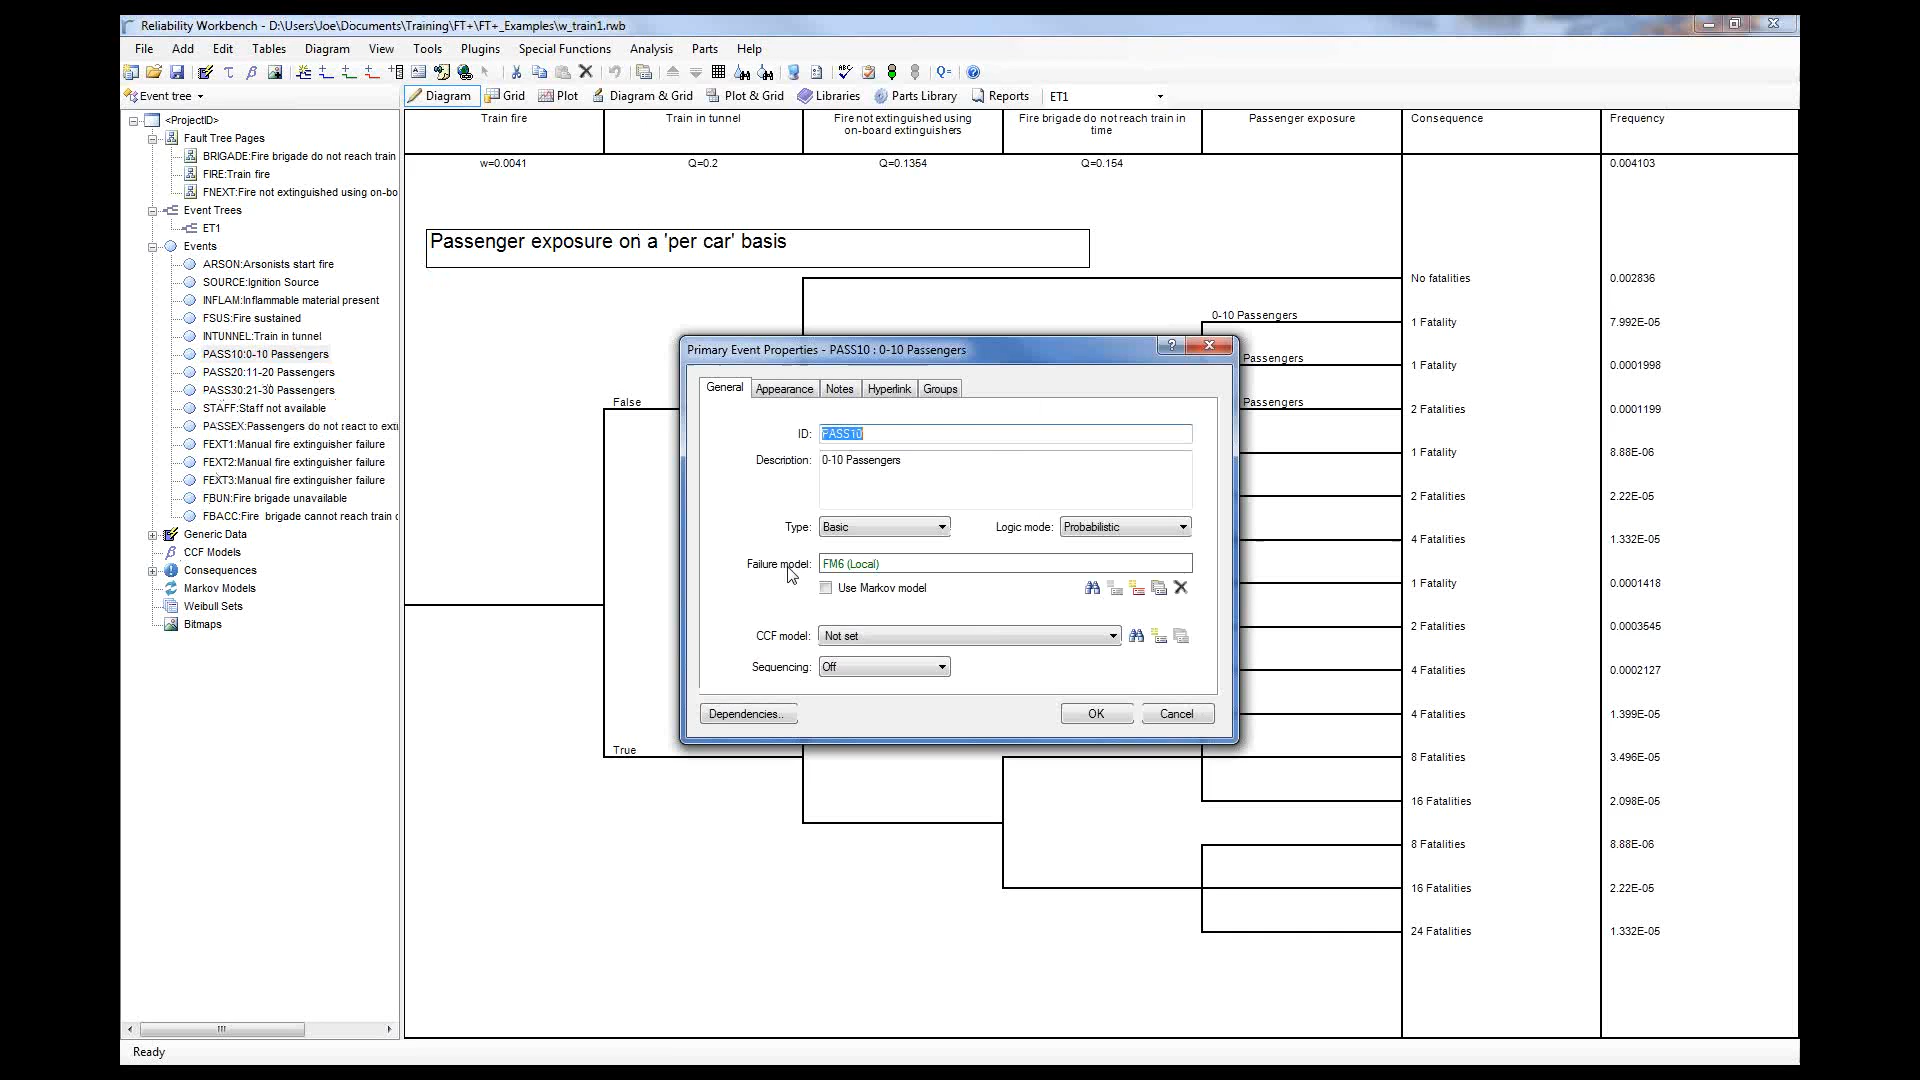 Reliability Workbench - D:\Users\Joe\Documents\Training\FT+\FT+_Examples\w_train1.rwb
File Add Edit Tables Diagram View Tools Plugins Special Functions Analysis Parts Help
Event tree
Diagram Grid Plot Diagram & Grid Plot & Grid Libraries Parts Library Reports ET1
<ProjectID>
Fault Tree Pages
BRIGADE:Fire brigade do not reach train
FIRE:Train fire
FNEXT:Fire not extinguished using on-bo
Event Trees
ET1
Events
ARSON:Arsonists start fire
SOURCE:Ignition Source
INFLAM:Inflammable material present
FSUS:Fire sustained
INTUNNEL:Train in tunnel
PASS10:0-10 Passengers
PASS20:11-20 Passengers
PASS30:21-30 Passengers
STAFF:Staff not available
PASSEX:Passengers do not react to exti
FEXT1:Manual fire extinguisher failure
FEXT2:Manual fire extinguisher failure
FEXT3:Manual fire extinguisher failure
FBUN:Fire brigade unavailable
FBACC:Fire brigade cannot reach train
Generic Data
CCF Models
Consequences
Markov Models
Weibull Sets
Bitmaps
Train fire
Train in tunnel
Fire not extinguished using
on-board extinguishers
Fire brigade do not reach train in
time
Passenger exposure
Consequence
Frequency
w=0.0041 Q=0.2 Q=0.1354 Q=0.154 0.004103
Passenger exposure on a 'per car' basis
No fatalities 0.002836
0-10 Passengers
1 Fatality 7.992E-05
Passengers
1 Fatality 0.0001998
False
Passengers
2 Fatalities 0.0001199
1 Fatality 8.88E-06
2 Fatalities 2.22E-05
4 Fatalities 1.332E-05
1 Fatality 0.0001418
2 Fatalities 0.0003545
4 Fatalities 0.0002127
4 Fatalities 1.399E-05
True
8 Fatalities 3.496E-05
16 Fatalities 2.098E-05
8 Fatalities 8.88E-06
16 Fatalities 2.22E-05
24 Fatalities 1.332E-05
Primary Event Properties - PASS10 : 0-10 Passengers
General Appearance Notes Hyperlink Groups
ID: PASS10
Description: 0-10 Passengers
Type: Basic Logic mode: Probabilistic
Failure model: FM6 (Local)
Use Markov model
CCF model: Not set
Sequencing: Off
Dependencies.. OK Cancel
Ready